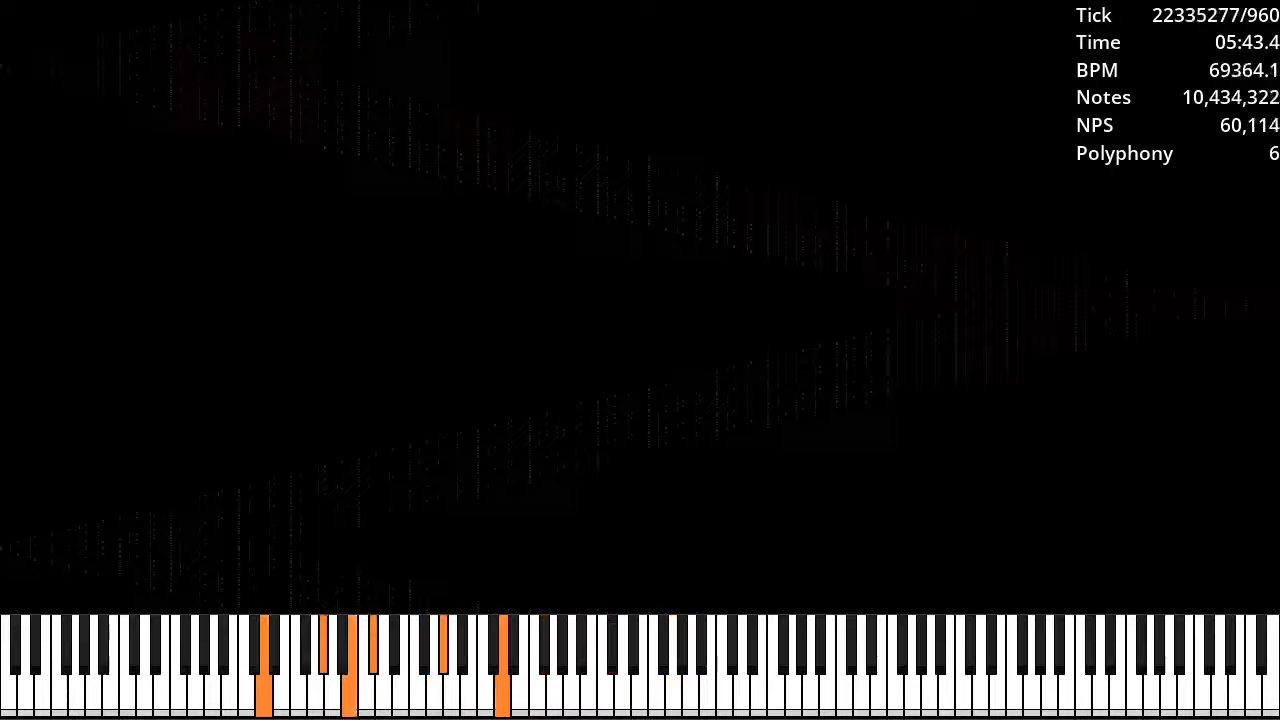 Tick 22335277/960
Time 05:43.4
BPM 69364.1
Notes 10,434,322
NPS 60,114
Polyphony 6